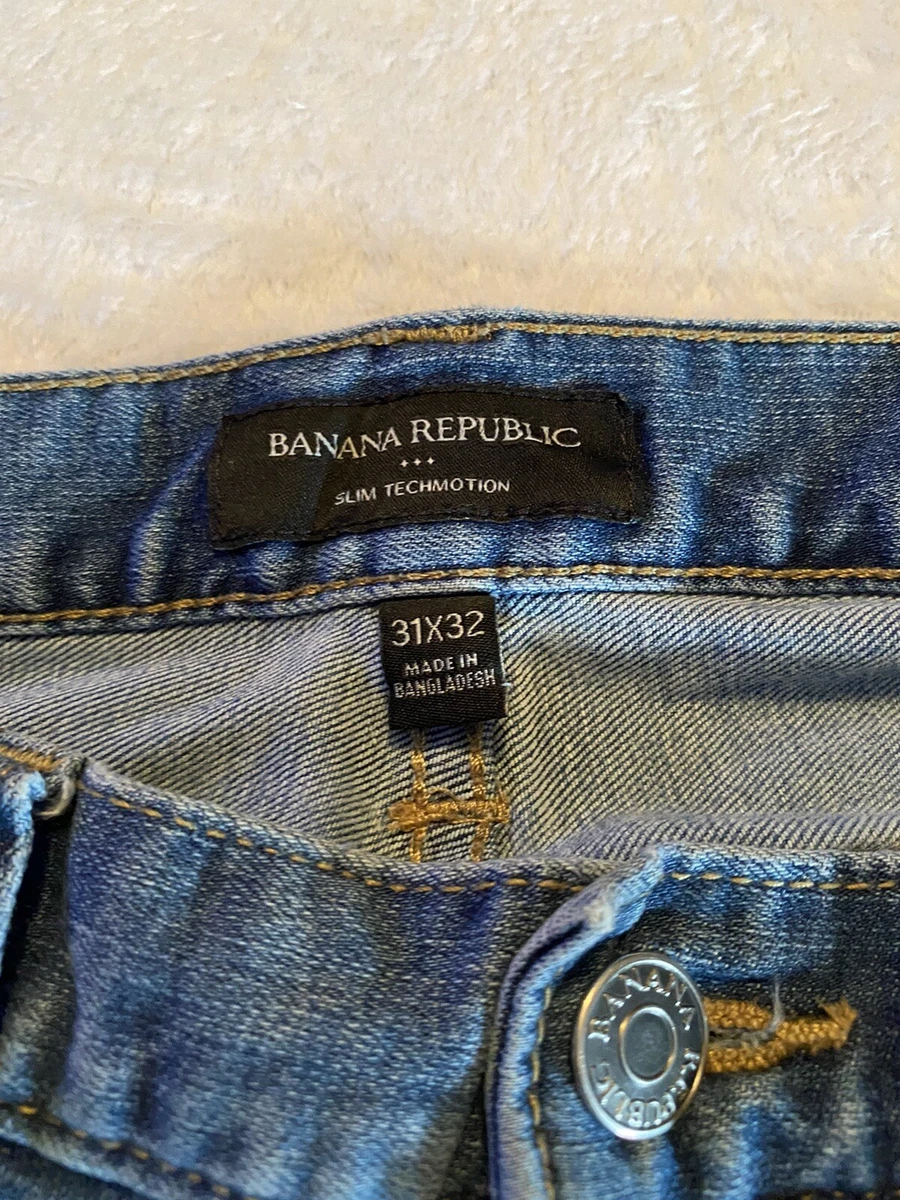 BANANA REPUBLIC
SLIM TECHMOTION
31X32
MADE IN
BANGLADESH
BANANA REPUBLIC